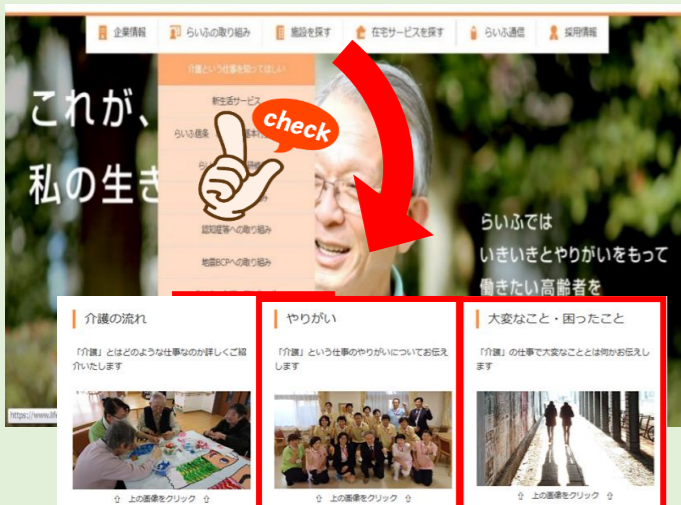 企業情報
らいふの取り組み
施設を探す
在宅サービスを探す
らいふ通信
採用情報
介護という仕事を知ってほしい
新生活サービス
らいふ信条
基本行
認知症等への取り組み
地震BCPへの取り組み
check
これが、
私の生き
らいふでは
いきいきとやりがいをもって
働きたい高齢者を
https://www.life
介護の流れ
「介護」とはどのような仕事なのか詳しくご紹
介いたします
⇧ 上の画像をクリック ⇧
やりがい
「介護」という仕事のやりがいについてお伝え
します
⇧ 上の画像をクリック ⇧
大変なこと・困ったこと
「介護」の仕事で大変なこととは何かお伝えし
ます
⇧ 上の画像をクリック ⇧